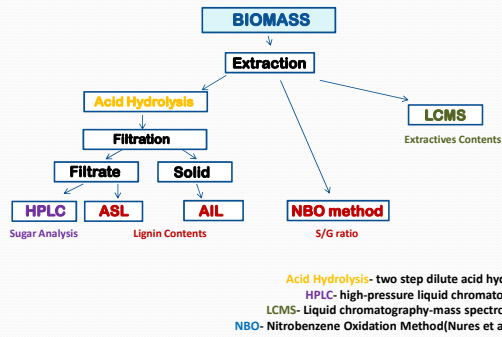 BIOMASS
Extraction
Acid Hydrolysis
LCMS
Extractives Contents
Filtration
Filtrate
Solid
HPLC
ASL
AIL
NBO method
Sugar Analysis
Lignin Contents
S/G ratio
Acid Hydrolysis- two step dilute acid hyd
HPLC- high-pressure liquid chromato
LCMS- Liquid chromatography-mass spectro
NBO- Nitrobenzene Oxidation Method(Nures et a